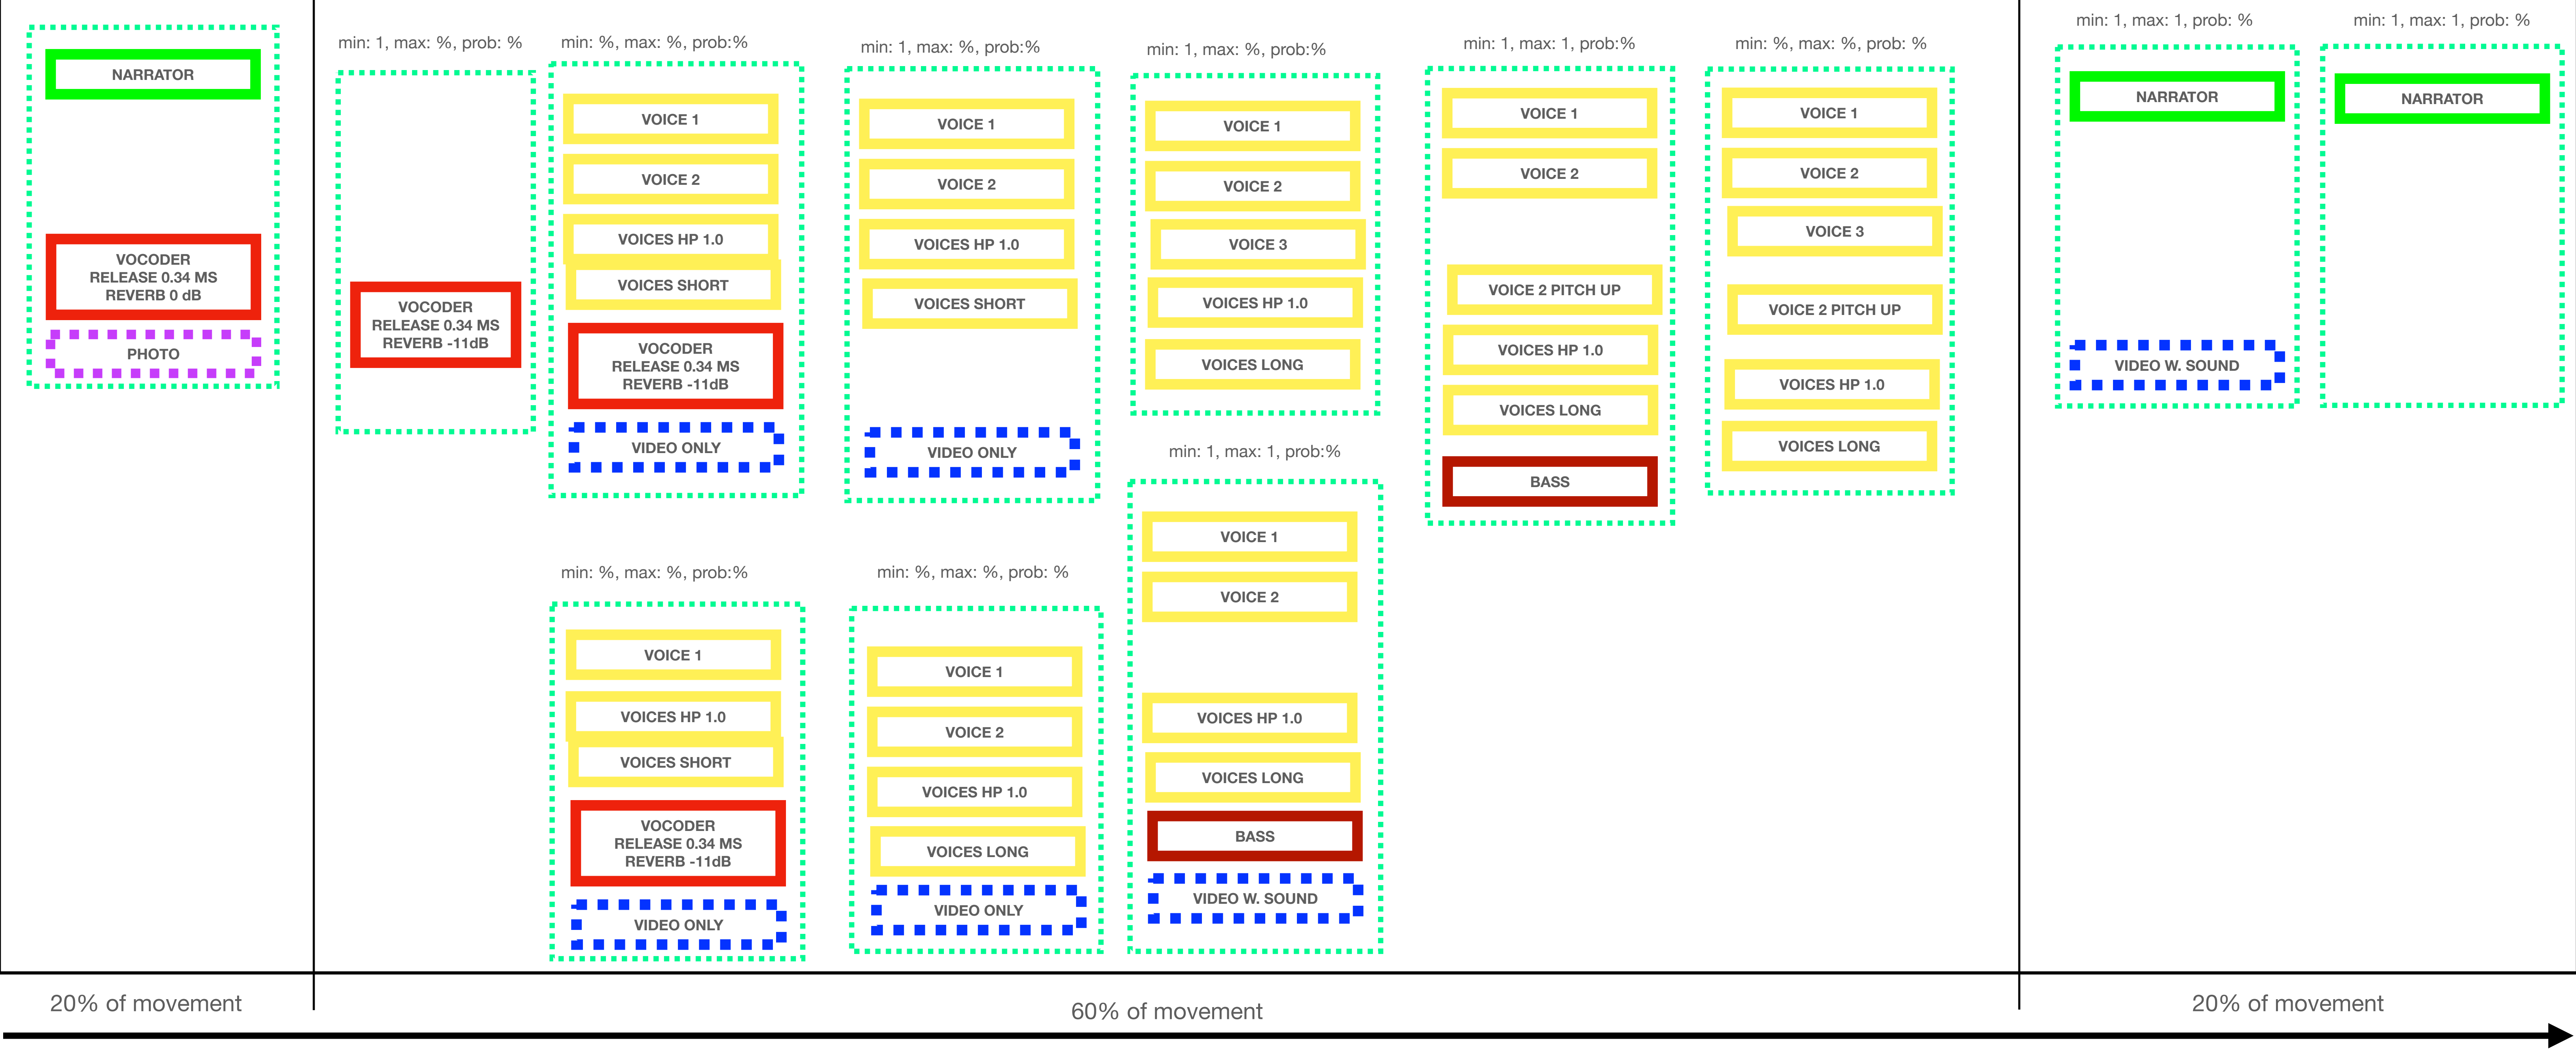 NARRATOR
VOCODER
RELEASE 0.34 MS
REVERB 0 dB
PHOTO
min: 1, max: %, prob: %
VOCODER
RELEASE 0.34 MS
REVERB -11dB
min: %, max: %, prob:%
VOICE 1
VOICE 2
VOICES HP 1.0
VOICES SHORT
VOCODER
RELEASE 0.34 MS
REVERB -11dB
VIDEO ONLY
min: %, max: %, prob:%
VOICE 1
VOICES HP 1.0
VOICES SHORT
VOCODER
RELEASE 0.34 MS
REVERB -11dB
VIDEO ONLY
min: 1, max: %, prob:%
VOICE 1
VOICE 2
VOICES HP 1.0
VOICES SHORT
VIDEO ONLY
min: %, max: %, prob: %
VOICE 1
VOICE 2
VOICES HP 1.0
VOICES LONG
VIDEO ONLY
min: 1, max: %, prob:%
VOICE 1
VOICE 2
VOICE 3
VOICES HP 1.0
VOICES LONG
min: 1, max: 1, prob:%
VOICE 1
VOICE 2
VOICES HP 1.0
VOICES LONG
BASS
VIDEO W. SOUND
min: 1, max: 1, prob:%
VOICE 1
VOICE 2
VOICE 2 PITCH UP
VOICES HP 1.0
VOICES LONG
BASS
min: %, max: %, prob: %
VOICE 1
VOICE 2
VOICE 3
VOICE 2 PITCH UP
VOICES HP 1.0
VOICES LONG
min: 1, max: 1, prob: %
NARRATOR
VIDEO W. SOUND
min: 1, max: 1, prob: %
NARRATOR
20% of movement
60% of movement
20% of movement